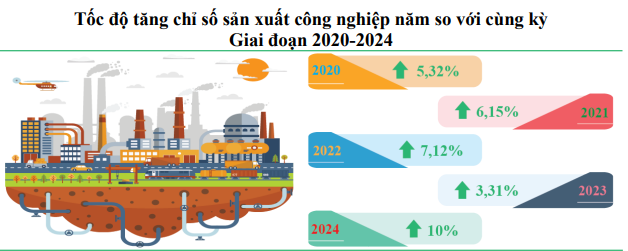 Tốc độ tăng chỉ số sản xuất công nghiệp năm so với cùng kỳ
Giai đoạn 2020-2024
2020 5,32%
6,15% 2021
2022 7,12%
3,31% 2023
2024 10%